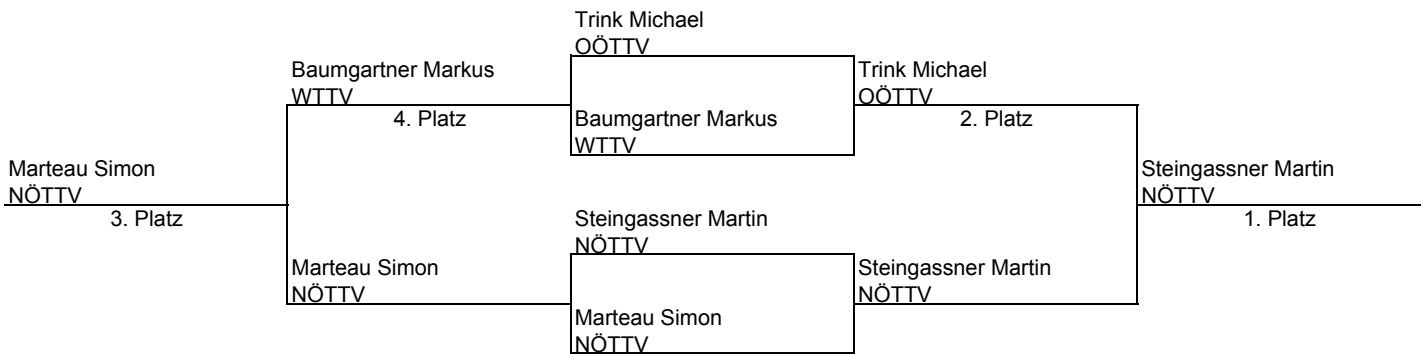 Trink Michael
OÖTTV
Baumgartner Markus
WTTV
4. Platz
Trink Michael
OÖTTV
2. Platz
Baumgartner Markus
WTTV
Marteau Simon
NÖTTV
3. Platz
Steingassner Martin
NÖTTV
1. Platz
Steingassner Martin
NÖTTV
Marteau Simon
NÖTTV
Steingassner Martin
NÖTTV
Marteau Simon
NÖTTV